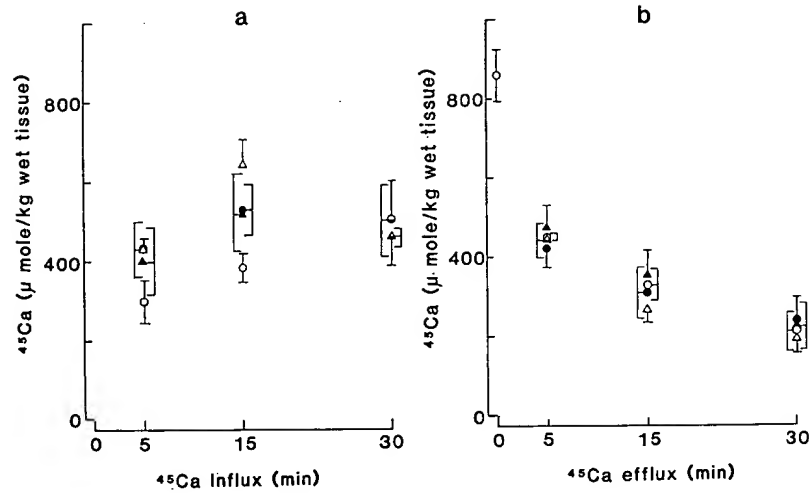 a
⁴⁵Ca (μ mole/kg wet tissue)
800
400
0
0 5 15 30
⁴⁵Ca Influx (min)
b
⁴⁵Ca (μ mole/kg wet tissue)
800
400
0
0 5 15 30
⁴⁵Ca efflux (min)